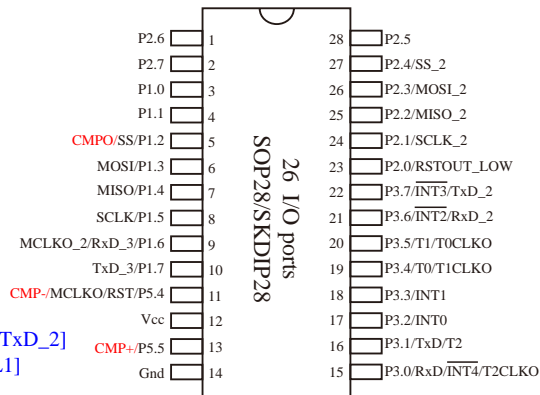 P2.6 1 28 P2.5
P2.7 2 27 P2.4/SS_2
P1.0 3 26 P2.3/MOSI_2
P1.1 4 25 P2.2/MISO_2
CMPO/SS/P1.2 5 24 P2.1/SCLK_2
MOSI/P1.3 6 23 P2.0/RSTOUT_LOW
MISO/P1.4 7 22 P3.7/INT3/TxD_2
SCLK/P1.5 8 21 P3.6/INT2/RxD_2
MCLKO_2/RxD_3/P1.6 9 20 P3.5/T1/T0CLKO
TxD_3/P1.7 10 19 P3.4/T0/T1CLKO
CMP-/MCLKO/RST/P5.4 11 18 P3.3/INT1
Vcc 12 17 P3.2/INT0
CMP+/P5.5 13 16 P3.1/TxD/T2
Gnd 14 15 P3.0/RxD/INT4/T2CLKO
26 I/O ports
SOP28/SKDIP28
TxD_2]
1]